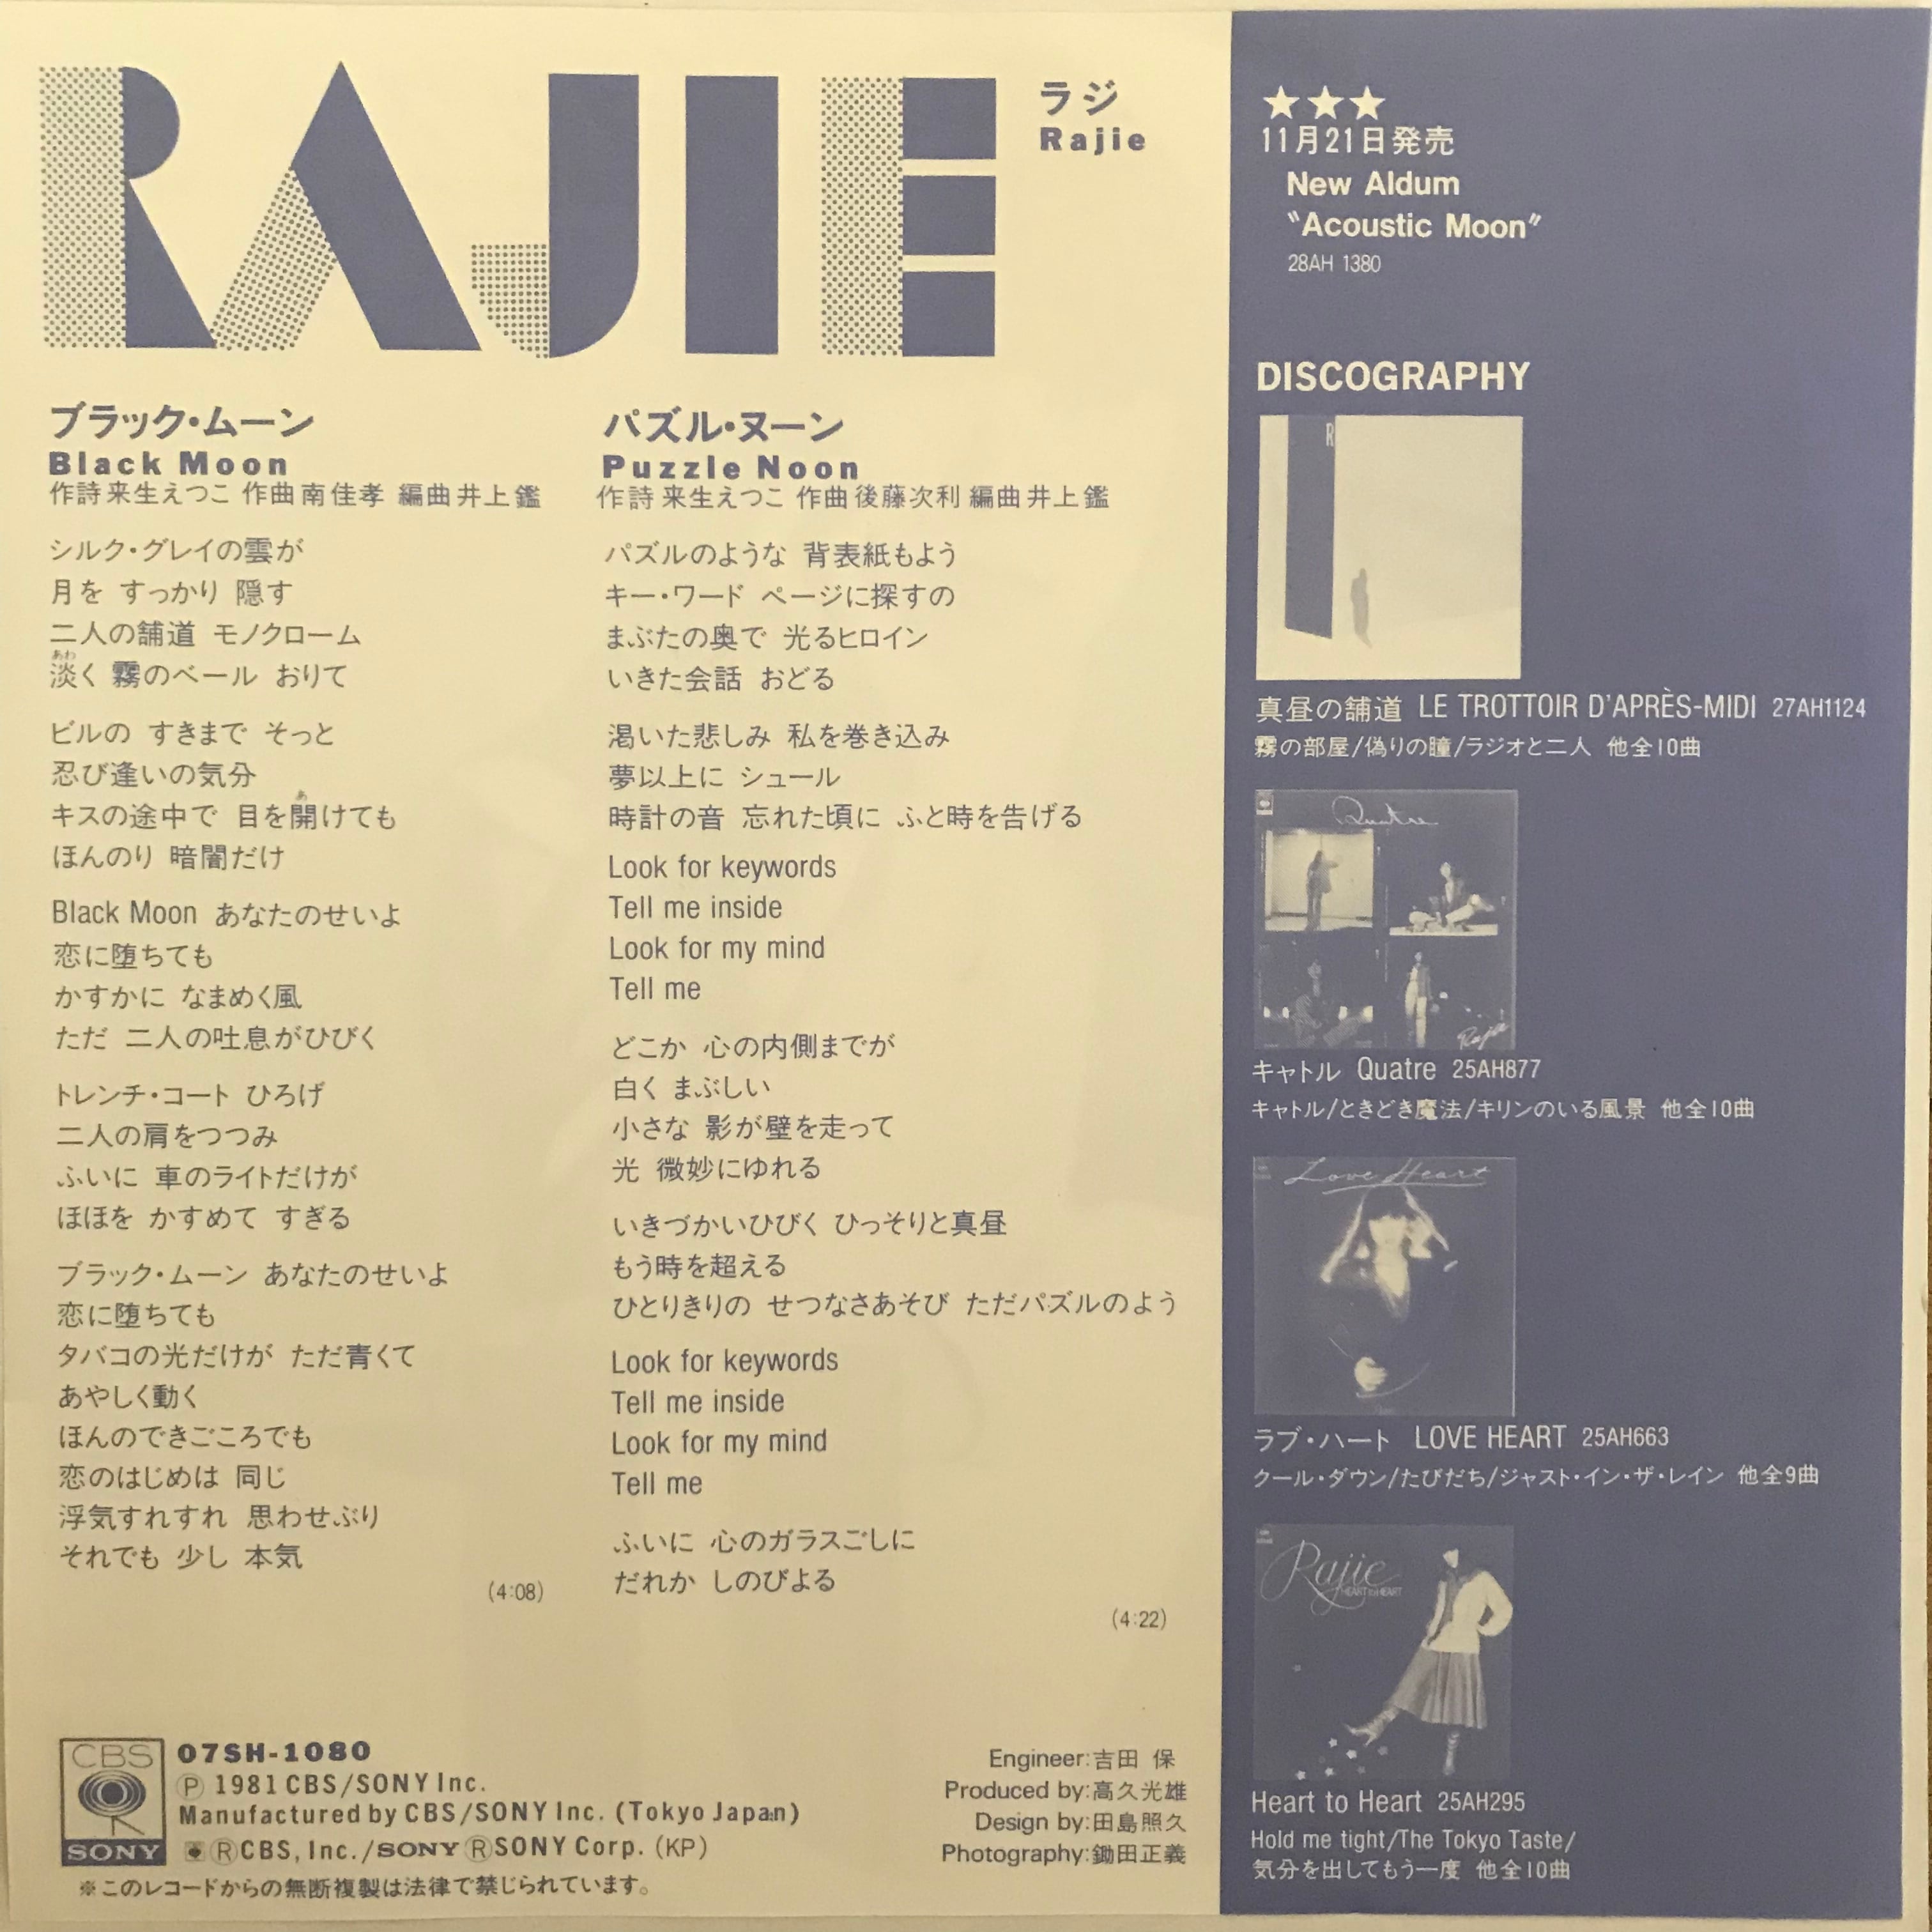 RAJIE
ラジ
Rajie
ブラック・ムーン
Black Moon
作詩 来生えつこ 作曲 南佳孝 編曲 井上鑑
シルク・グレイの雲が
月を すっかり 隠す
二人の舗道 モノクローム
あわ
淡く 霧のベール おりて
ビルの すきまで そっと
忍び逢いの気分
あ
キスの途中で 目を開けても
ほんのり 暗闇だけ
Black Moon あなたのせいよ
恋に堕ちても
かすかに なまめく風
ただ 二人の吐息がひびく
トレンチ・コート ひろげ
二人の肩をつつみ
ふいに 車のライトだけが
ほほを かすめて すぎる
ブラック・ムーン あなたのせいよ
恋に堕ちても
タバコの光だけが ただ青くて
あやしく動く
ほんのできごころでも
恋のはじめは 同じ
浮気すれすれ 思わせぶり
それでも 少し 本気
(4:08)
パズル・ヌーン
Puzzle Noon
作詩 来生えつこ 作曲 後藤次利 編曲 井上鑑
パズルのような 背表紙もよう
キー・ワード ページに探すの
まぶたの奥で 光るヒロイン
いきた会話 おどる
渇いた悲しみ 私を巻き込み
夢以上に シュール
時計の音 忘れた頃に ふと時を告げる
Look for keywords
Tell me inside
Look for my mind
Tell me
どこか 心の内側までが
白く まぶしい
小さな 影が壁を走って
光 微妙にゆれる
いきづかいひびく ひっそりと真昼
もう時を超える
ひとりきりの せつなさあそび ただパズルのよう
Look for keywords
Tell me inside
Look for my mind
Tell me
ふいに 心のガラスごしに
だれか しのびよる
(4:22)
CBS
SONY
07SH-1080
Ⓟ 1981 CBS/SONY Inc.
Manufactured by CBS/SONY Inc. (Tokyo Japan)
ⓇCBS, Inc./SONY ⓇSONY Corp. (KP)
※このレコードからの無断複製は法律で禁じられています。
Engineer:吉田 保
Produced by:高久光雄
Design by:田島照久
Photography:鋤田正義
★★★
11月21日発売
New Aldum
"Acoustic Moon"
28AH 1380
DISCOGRAPHY
R
真昼の舗道 LE TROTTOIR D'APRÈS-MIDI 27AH1124
霧の部屋/偽りの瞳/ラジオと二人 他全10曲
Quatre
Rajie
キャトル Quatre 25AH877
キャトル/ときどき魔法/キリンのいる風景 他全10曲
Love Heart
ラブ・ハート LOVE HEART 25AH663
クール・ダウン/たびだち/ジャスト・イン・ザ・レイン 他全9曲
Rajie
HEART to HEART
Heart to Heart 25AH295
Hold me tight/The Tokyo Taste/
気分を出してもう一度 他全10曲